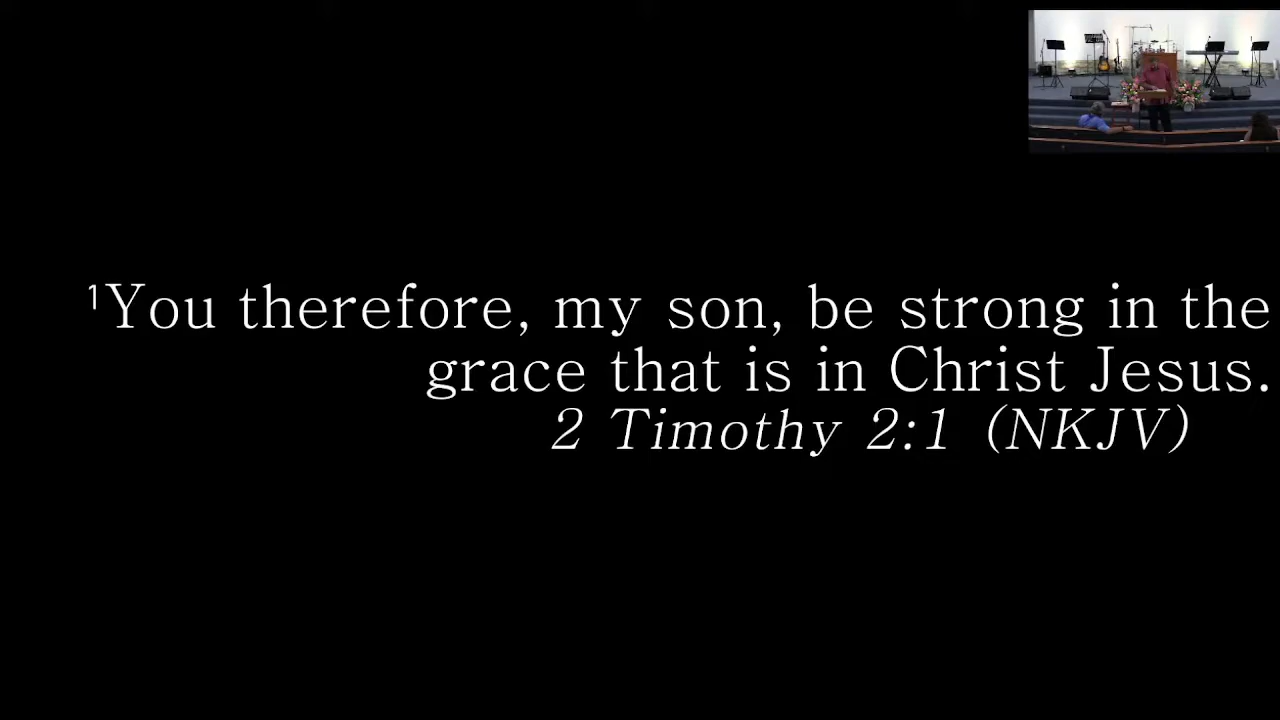 ¹You therefore, my son, be strong in the
grace that is in Christ Jesus.
2 Timothy 2:1 (NKJV)